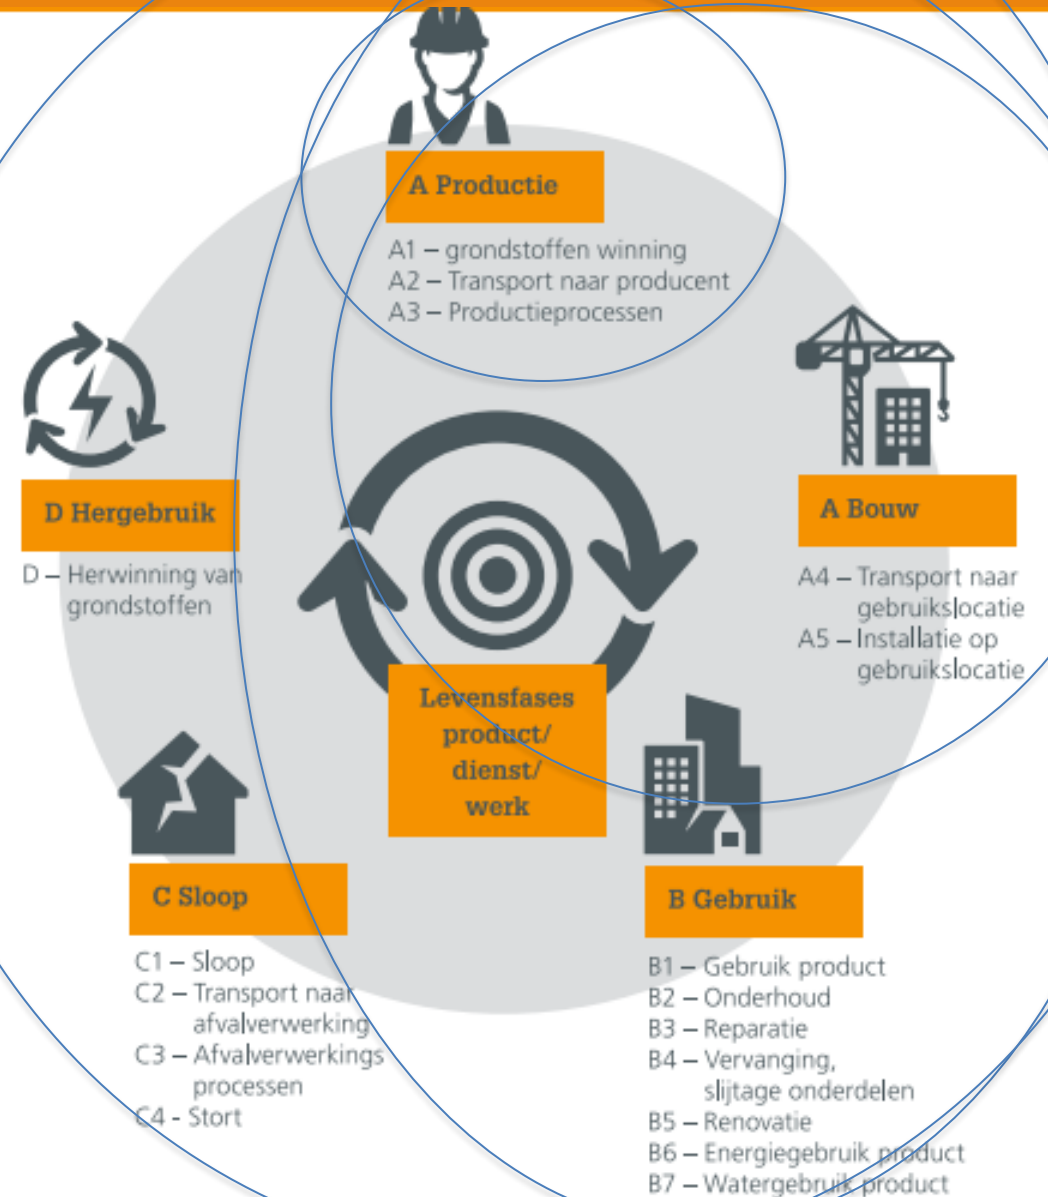 A Productie
A1 – grondstoffen winning
A2 – Transport naar producent
A3 – Productieprocessen
A Bouw
A4 – Transport naar
gebruikslocatie
A5 – Installatie op
gebruikslocatie
B Gebruik
B1 – Gebruik product
B2 – Onderhoud
B3 – Reparatie
B4 – Vervanging,
slijtage onderdelen
B5 – Renovatie
B6 – Energiegebruik product
B7 – Watergebruik product
C Sloop
C1 – Sloop
C2 – Transport naar
afvalverwerking
C3 – Afvalverwerkings
processen
C4 - Stort
D Hergebruik
D – Herwinning van
grondstoffen
Levensfases
product/
dienst/
werk